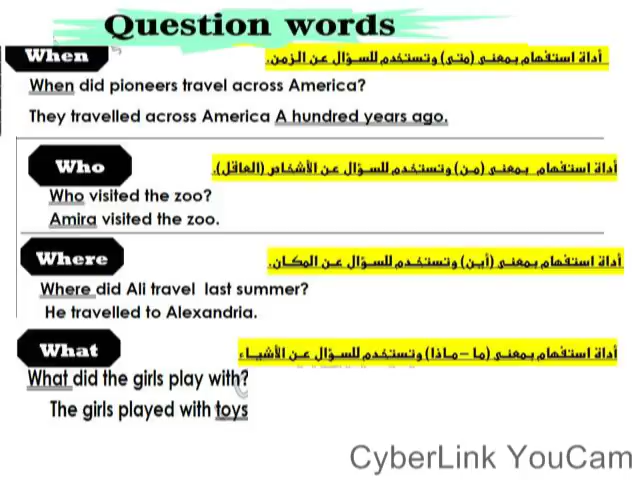 Question words
When
أداة استفهام بمعنى (متى) وتستخدم للسؤال عن الزمن.
When did pioneers travel across America?
They travelled across America A hundred years ago.
Who
أداة استفهام بمعنى (من) وتستخدم للسؤال عن الأشخاص (العاقل).
Who visited the zoo?
Amira visited the zoo.
Where
أداة استفهام بمعنى (أين) وتستخدم للسؤال عن المكان.
Where did Ali travel last summer?
He travelled to Alexandria.
What
أداة استفهام بمعنى (ما – ماذا) وتستخدم للسؤال عن الأشياء
What did the girls play with?
The girls played with toys
CyberLink YouCam